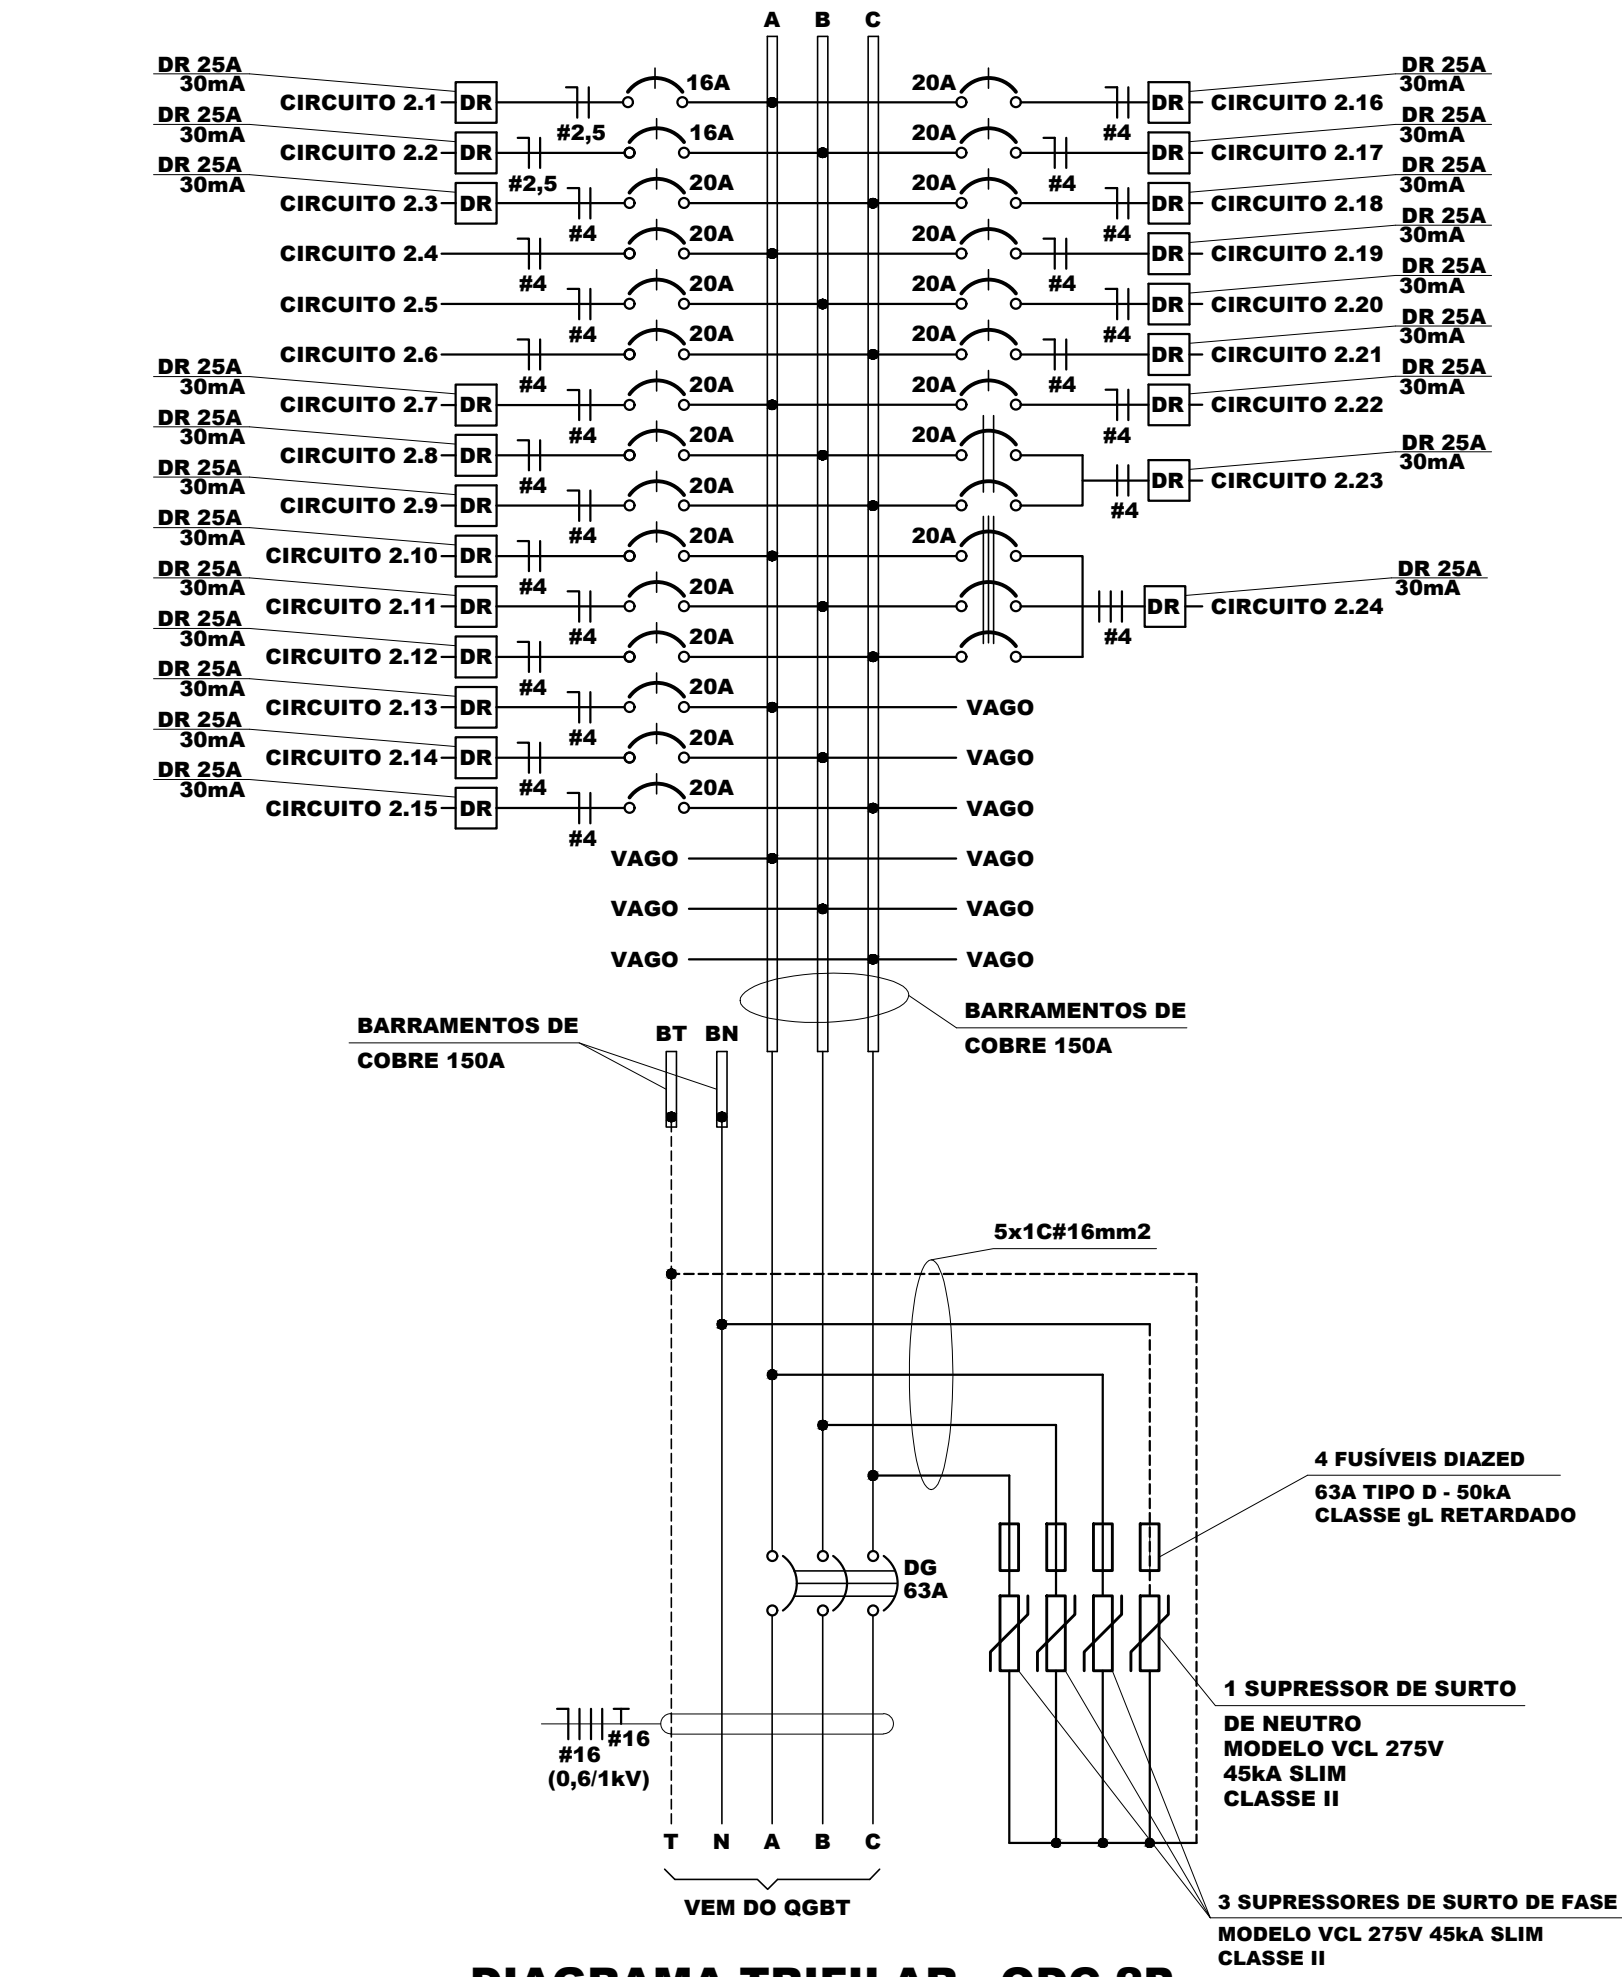 A B C
DR 25A
30mA
CIRCUITO 2.1 DR #2,5 16A
20A #4 DR CIRCUITO 2.16
DR 25A
30mA
DR 25A
30mA
CIRCUITO 2.2 DR #2,5 16A
20A #4 DR CIRCUITO 2.17
DR 25A
30mA
DR 25A
30mA
CIRCUITO 2.3 DR #4 20A
20A #4 DR CIRCUITO 2.18
DR 25A
30mA
CIRCUITO 2.4 #4 20A
20A #4 DR CIRCUITO 2.19
DR 25A
30mA
CIRCUITO 2.5 #4 20A
20A #4 DR CIRCUITO 2.20
DR 25A
30mA
CIRCUITO 2.6 #4 20A
20A #4 DR CIRCUITO 2.21
DR 25A
30mA
DR 25A
30mA
CIRCUITO 2.7 DR #4 20A
20A #4 DR CIRCUITO 2.22
DR 25A
30mA
DR 25A
30mA
CIRCUITO 2.8 DR #4 20A
20A #4 DR CIRCUITO 2.23
DR 25A
30mA
DR 25A
30mA
CIRCUITO 2.9 DR #4 20A
DR 25A
30mA
CIRCUITO 2.10 DR #4 20A
20A #4 DR CIRCUITO 2.24
DR 25A
30mA
DR 25A
30mA
CIRCUITO 2.11 DR #4 20A
DR 25A
30mA
CIRCUITO 2.12 DR #4 20A
DR 25A
30mA
CIRCUITO 2.13 DR #4 20A VAGO
DR 25A
30mA
CIRCUITO 2.14 DR #4 20A VAGO
DR 25A
30mA
CIRCUITO 2.15 DR #4 20A VAGO
VAGO VAGO
VAGO VAGO
VAGO VAGO
BARRAMENTOS DE
COBRE 150A
BARRAMENTOS DE
COBRE 150A
BT BN
5x1C#16mm2
4 FUSÍVEIS DIAZED
63A TIPO D - 50kA
CLASSE gL RETARDADO
DG
63A
1 SUPRESSOR DE SURTO
DE NEUTRO
MODELO VCL 275V
45kA SLIM
CLASSE II
#16
#16
(0,6/1kV)
T N A B C
VEM DO QGBT
3 SUPRESSORES DE SURTO DE FASE
MODELO VCL 275V 45kA SLIM
CLASSE II
DIAGRAMA TRIFILAR